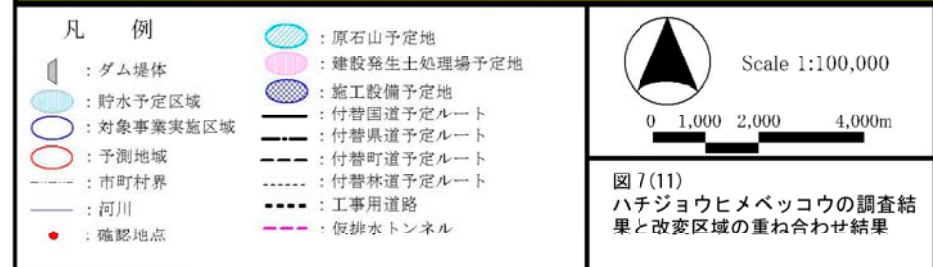 凡 例
: ダム堤体
: 貯水予定区域
: 対象事業実施区域
: 予測地域
: 市町村界
: 河川
: 確認地点
: 原石山予定地
: 建設発生土処理場予定地
: 施工設備予定地
: 付替国道予定ルート
: 付替県道予定ルート
: 付替町道予定ルート
: 付替林道予定ルート
: 工事用道路
: 仮排水トンネル
Scale 1:100,000
0 1,000 2,000 4,000m
図 7(11)
ハチジョウヒメベッコウの調査結
果と改変区域の重ね合わせ結果